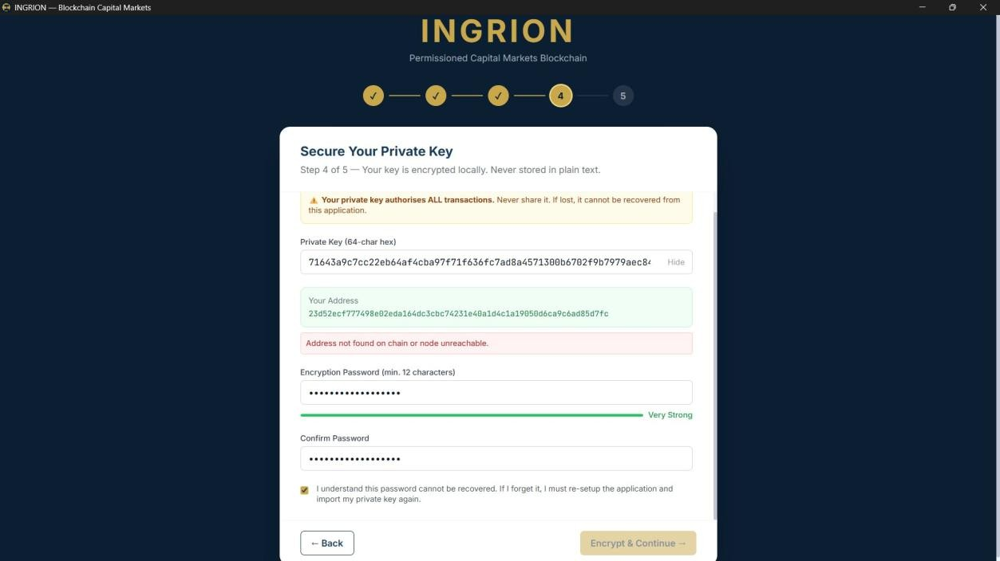 INGRION — Blockchain Capital Markets
INGRION
Permissioned Capital Markets Blockchain
✓ ✓ ✓ 4 5
Secure Your Private Key
Step 4 of 5 — Your key is encrypted locally. Never stored in plain text.
⚠ Your private key authorises ALL transactions. Never share it. If lost, it cannot be recovered from
this application.
Private Key (64-char hex)
71643a9c7cc22eb64af4cba97f71f636fc7ad8a4571300b6702f9b7979aec84 Hide
Your Address
23d52ecf777498e02eda164dc3cbc74231e40a1d4c1a19050d6ca9c6ad85d7fc
Address not found on chain or node unreachable.
Encryption Password (min. 12 characters)
••••••••••••••••••
Very Strong
Confirm Password
••••••••••••••••••
I understand this password cannot be recovered. If I forget it, I must re-setup the application and
import my private key again.
← Back Encrypt & Continue →